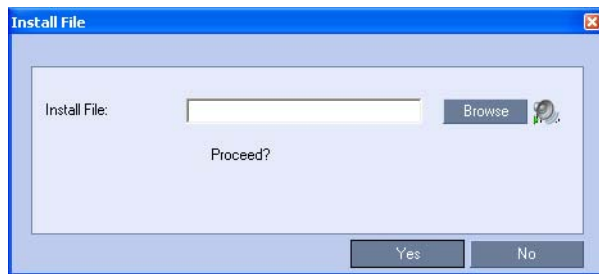 Install File
Install File:
Browse
Proceed?
Yes
No